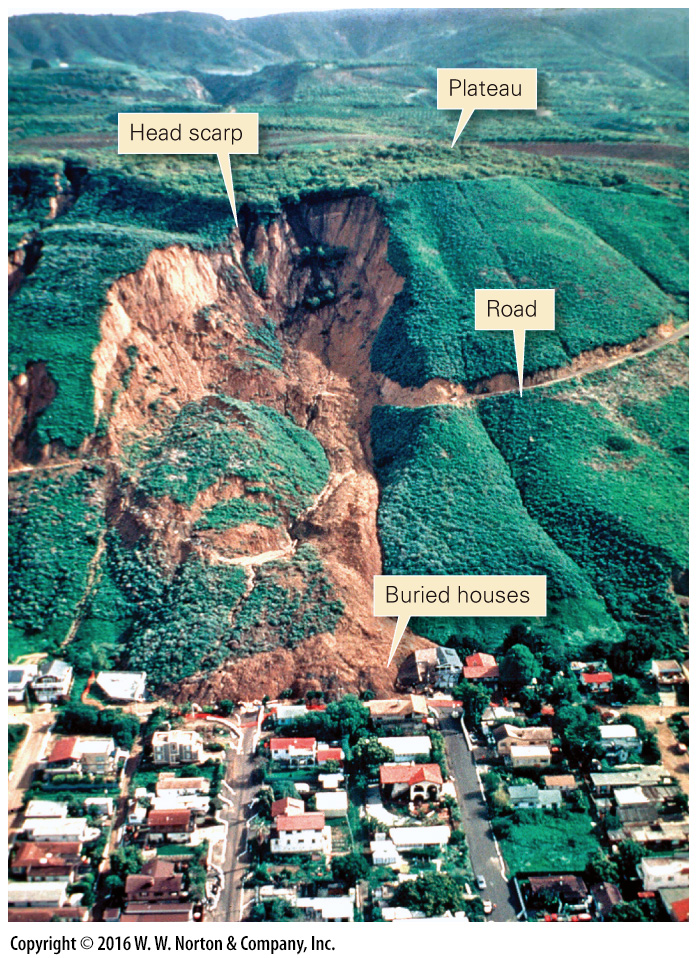 Plateau
Head scarp
Road
Buried houses
Copyright © 2016 W. W. Norton & Company, Inc.